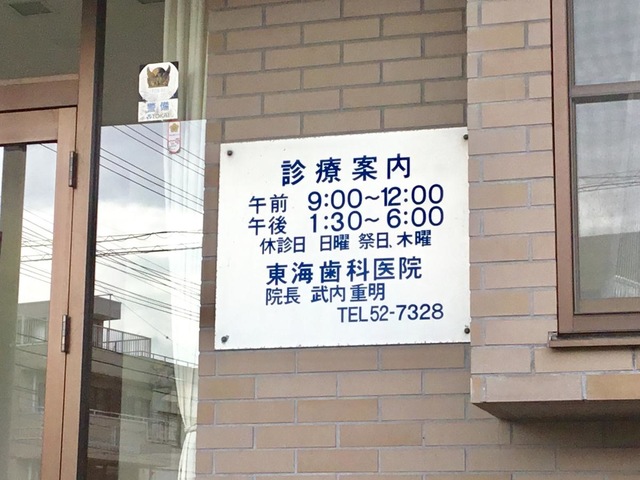 診療案内
午前 9:00~12:00
午後 1:30~6:00
休診日 日曜 祭日、木曜
東海歯科医院
院長 武内重明
TEL52-7328
警備